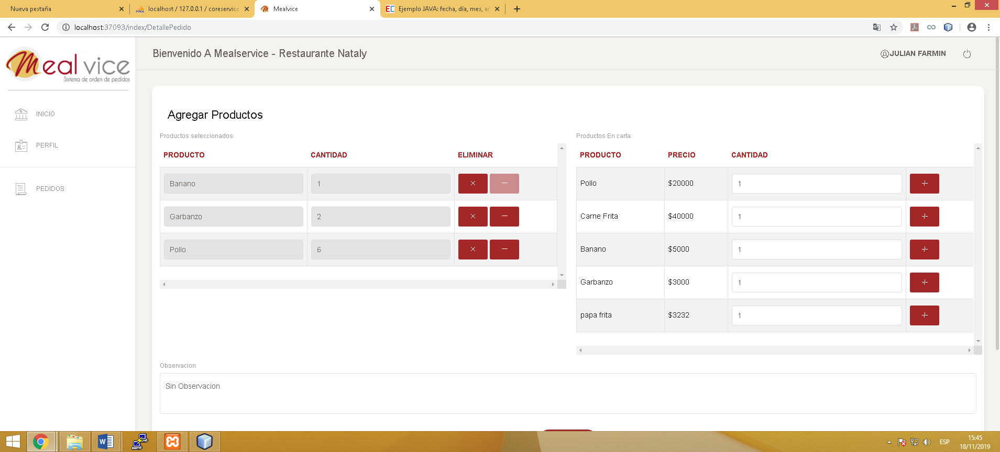 Nueva pestaña
localhost / 127.0.0.1 / coreservice
Mealvice
Ejemplo JAVA: fecha, día, mes, añ
localhost:37093/index/DetallePedido
Mealvice
Sistema de orden de pedidos
Bienvenido A Mealservice - Restaurante Nataly
JULIAN FARMIN
INICIO
PERFIL
PEDIDOS
Agregar Productos
Productos seleccionados
PRODUCTO CANTIDAD ELIMINAR
Banano 1
Garbanzo 2
Pollo 6
Productos En carta
PRODUCTO PRECIO CANTIDAD
Pollo $20000 1
Carne Frita $40000 1
Banano $5000 1
Garbanzo $3000 1
papa frita $3232 1
Observacion
Sin Observacion
ESP
15:45
18/11/2019